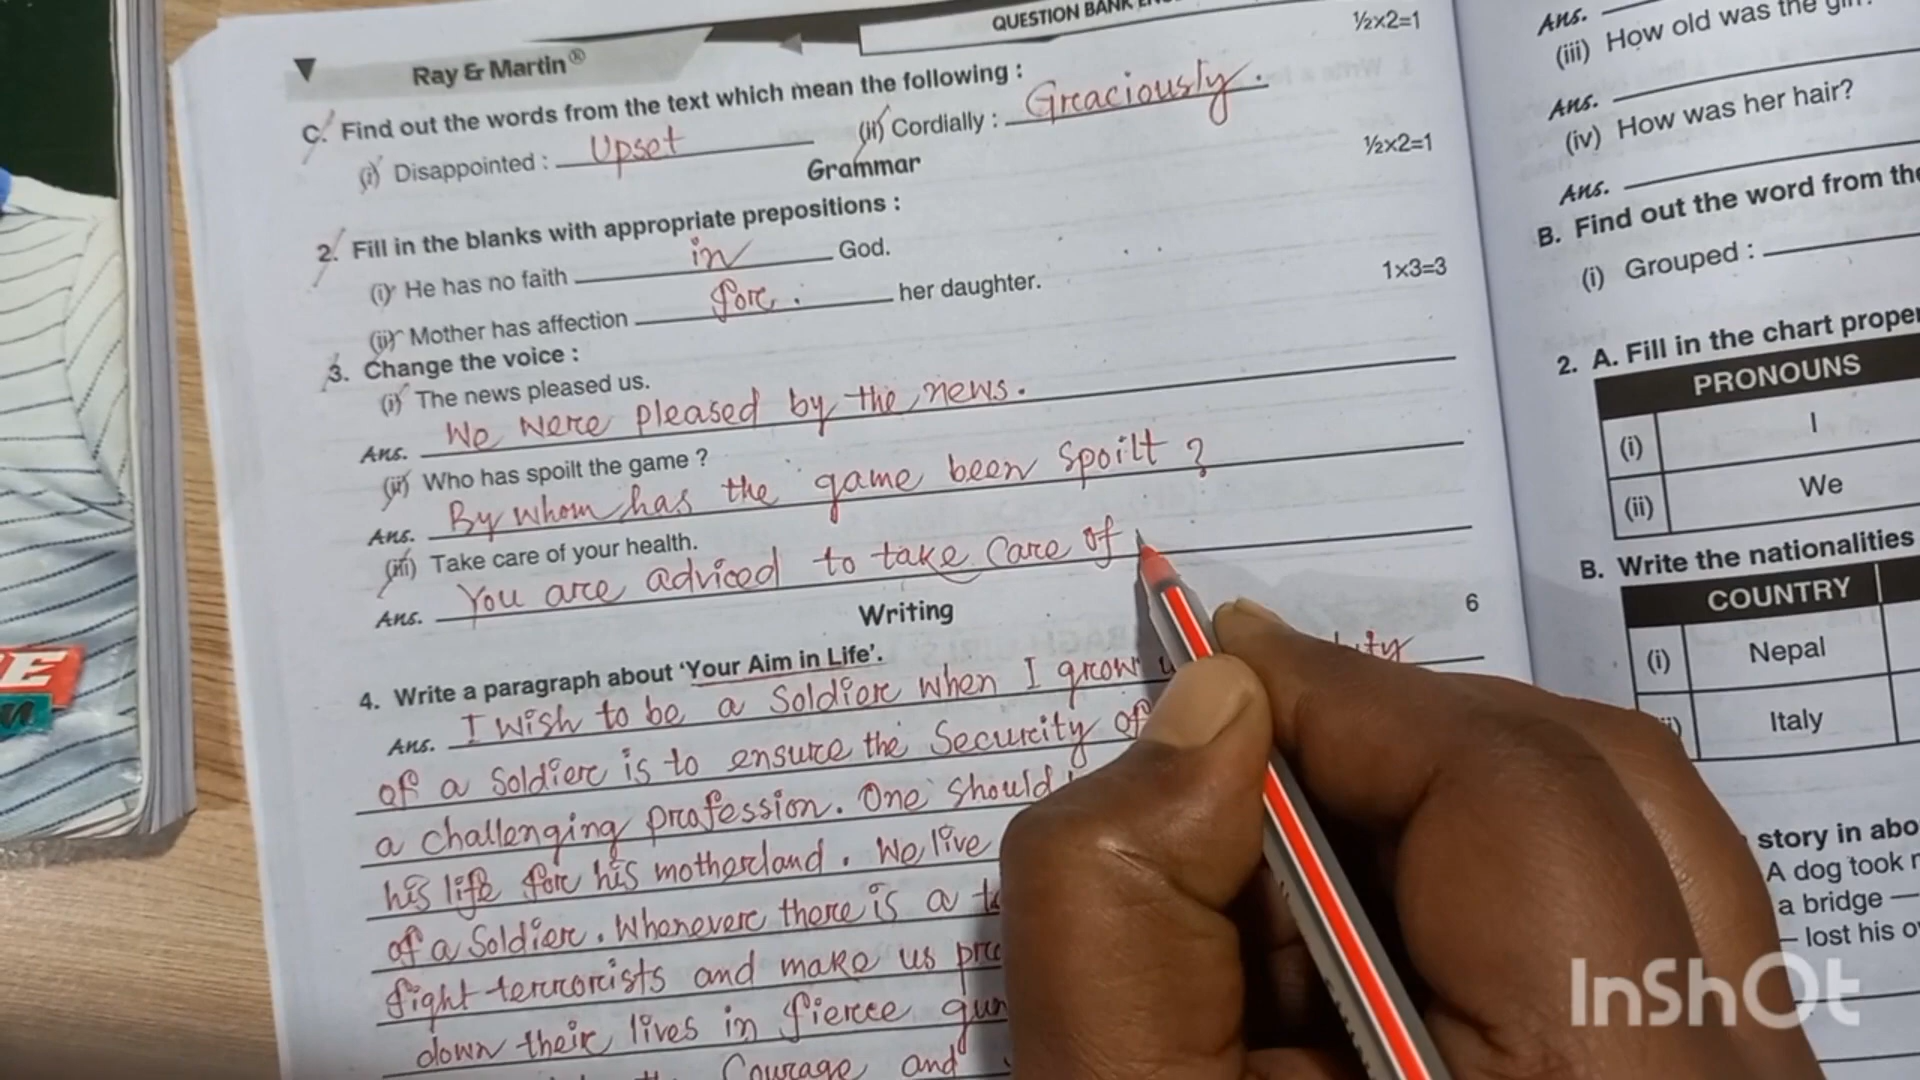 Ray & Martin®
QUESTION BANK
½×2=1
C. Find out the words from the text which mean the following :
(i) Disappointed : Upset (ii) Cordially : Graciously.
Grammar
½×2=1
2. Fill in the blanks with appropriate prepositions :
(i) He has no faith in God.
(ii) Mother has affection for. her daughter.
1×3=3
3. Change the voice :
(i) The news pleased us.
Ans. We were pleased by the news.
(ii) Who has spoilt the game ?
Ans. By whom has the game been spoilt ?
(iii) Take care of your health.
Ans. You are adviced to take care of
Writing
6
4. Write a paragraph about 'Your Aim in Life'.
Ans. I wish to be a soldier when I grow
of a soldier is to ensure the security of
a challenging profession. One should
his life for his motherland. We live
of a soldier. Whenever there is a
fight terrorists and make us
down their lives in fierce gun
Courage and
Ans.
(iii) How old was the
Ans.
(iv) How was her hair?
Ans.
B. Find out the word from the
(i) Grouped :
2. A. Fill in the chart
PRONOUNS
(i) I
(ii) We
B. Write the nationalities
COUNTRY
(i) Nepal
Italy
story in
A dog took
a bridge —
– lost his
InShOt